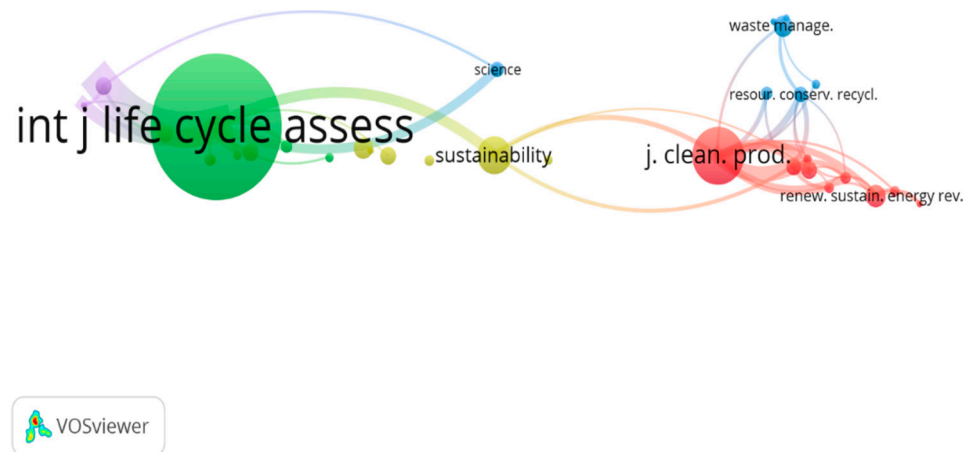 waste manage.
science
resour. conserv. recycl.
int j life cycle assess
sustainability
j. clean. prod.
renew. sustain. energy rev.
VOSviewer